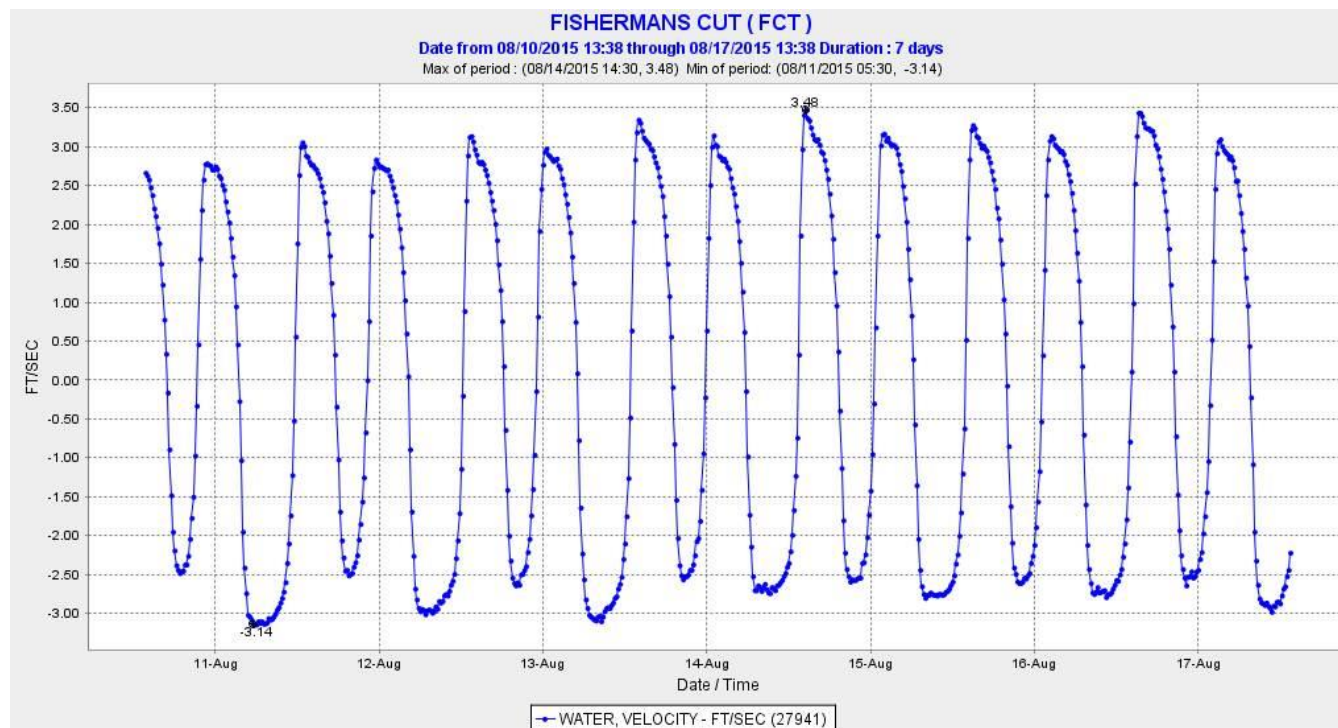 FISHERMANS CUT ( FCT )
Date from 08/10/2015 13:38 through 08/17/2015 13:38 Duration : 7 days
Max of period : (08/14/2015 14:30, 3.48) Min of period: (08/11/2015 05:30, -3.14)
3.48
3.50
3.00
2.50
2.00
1.50
1.00
0.50
0.00
-0.50
-1.00
-1.50
-2.00
-2.50
-3.00
FT/SEC
-3.14
11-Aug 12-Aug 13-Aug 14-Aug 15-Aug 16-Aug 17-Aug
Date / Time
WATER, VELOCITY - FT/SEC (27941)